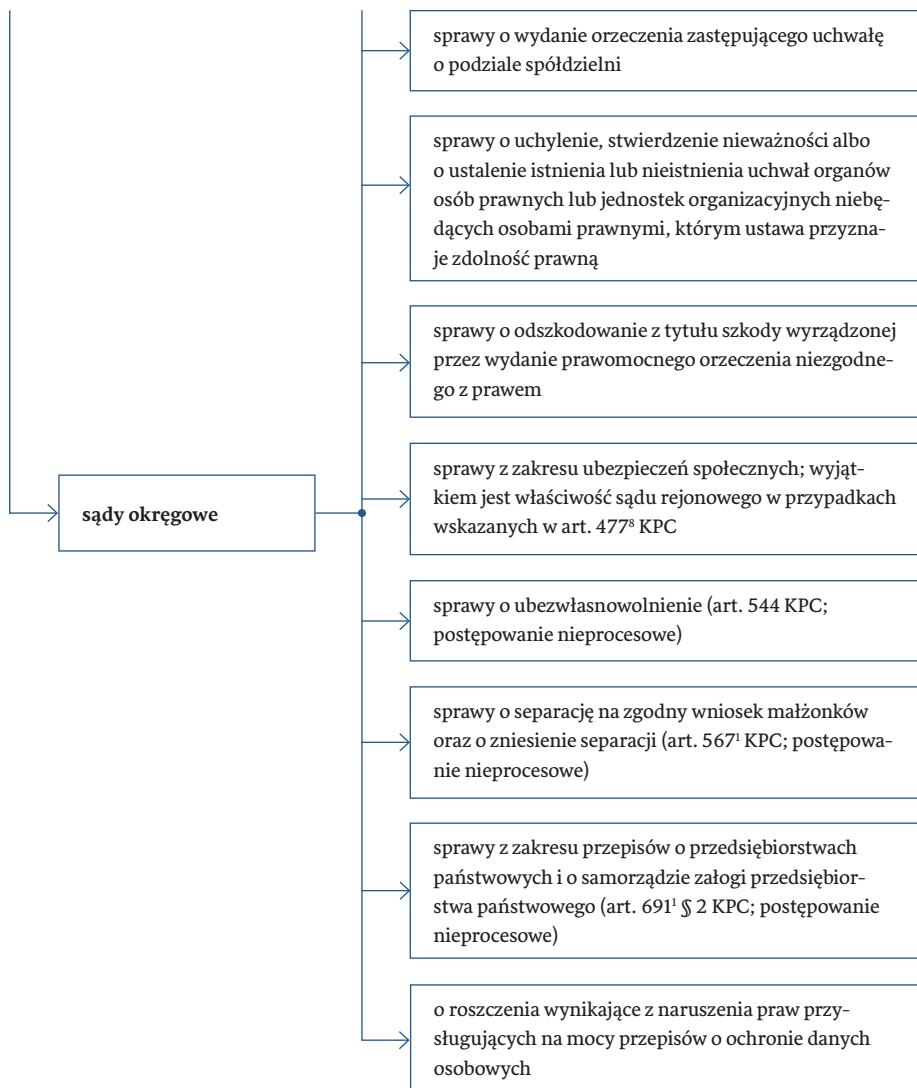 sprawy o wydanie orzeczenia zastępującego uchwałę
o podziale spółdzielni
sprawy o uchylenie, stwierdzenie nieważności albo
o ustalenie istnienia lub nieistnienia uchwał organów
osób prawnych lub jednostek organizacyjnych niebę-
dących osobami prawnymi, którym ustawa przyzna-
je zdolność prawną
sprawy o odszkodowanie z tytułu szkody wyrządzonej
przez wydanie prawomocnego orzeczenia niezgodne-
go z prawem
sądy okręgowe
sprawy z zakresu ubezpieczeń społecznych; wyjąt-
kiem jest właściwość sądu rejonowego w przypadkach
wskazanych w art. 477⁸ KPC
sprawy o ubezwłasnowolnienie (art. 544 KPC;
postępowanie nieprocesowe)
sprawy o separację na zgodny wniosek małżonków
oraz o zniesienie separacji (art. 567¹ KPC; postępowa-
nie nieprocesowe)
sprawy z zakresu przepisów o przedsiębiorstwach
państwowych i o samorządzie załogi przedsiębior-
stwa państwowego (art. 691¹ § 2 KPC; postępowanie
nieprocesowe)
o roszczenia wynikające z naruszenia praw przy-
sługujących na mocy przepisów o ochronie danych
osobowych